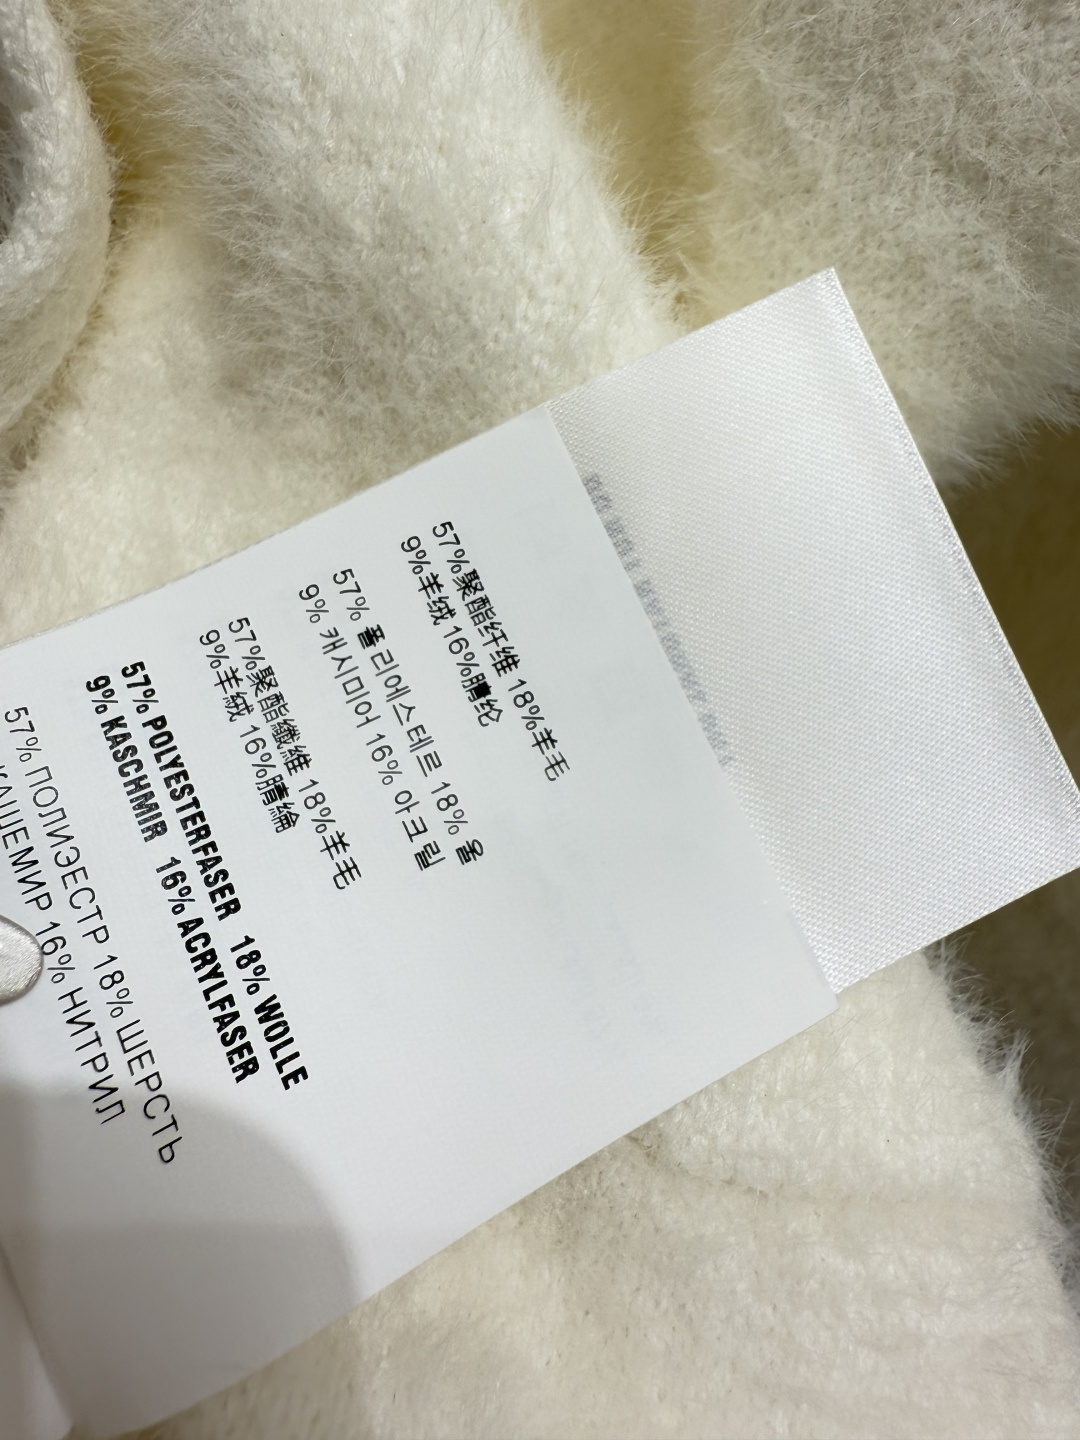 57%聚酯纤维 18%羊毛
9%羊绒 16%腈纶
57% 폴리에스테르 18% 울
9% 캐시미어 16% 아크릴
57%聚酯纖維 18%羊毛
9%羊絨 16%腈綸
57% POLYESTERFASER 18% WOLLE
9% KASCHMIR 16% ACRYLFASER
57% ПОЛИЭСТР 18% ШЕРСТЬ
КАШЕМИР 16% НИТРИЛ